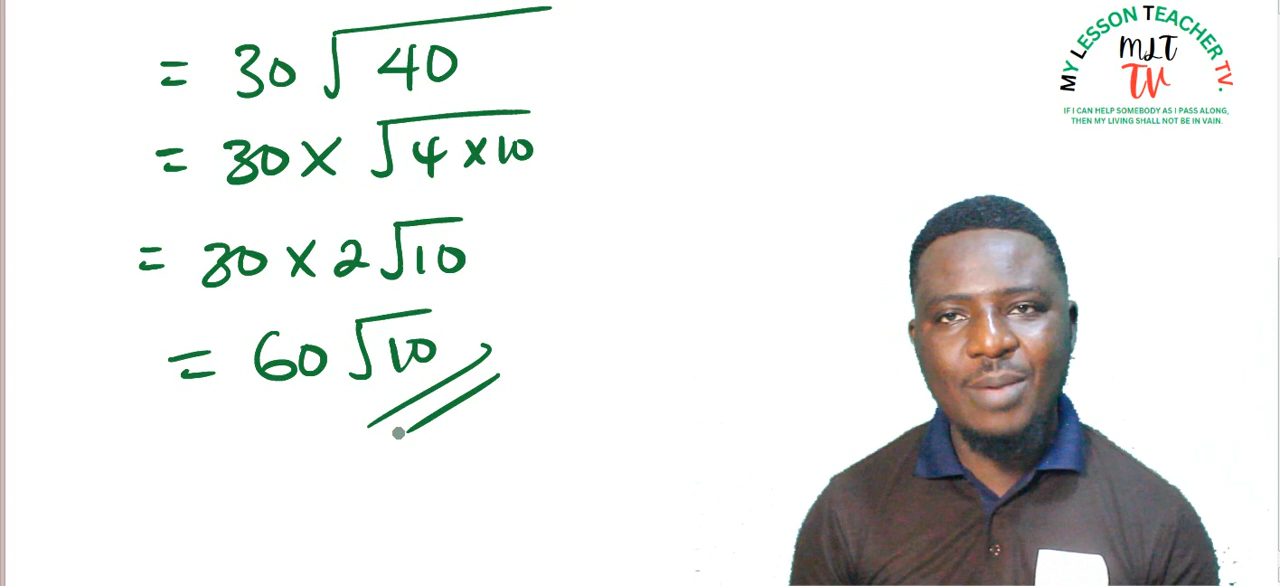 = 30 √40
= 30 × √4 × 10
= 30 × 2 √10
= 60 √10
MY LESSON TEACHER TV.
MLT
TV
IF I CAN HELP SOMEBODY AS I PASS ALONG,
THEN MY LIVING SHALL NOT BE IN VAIN.